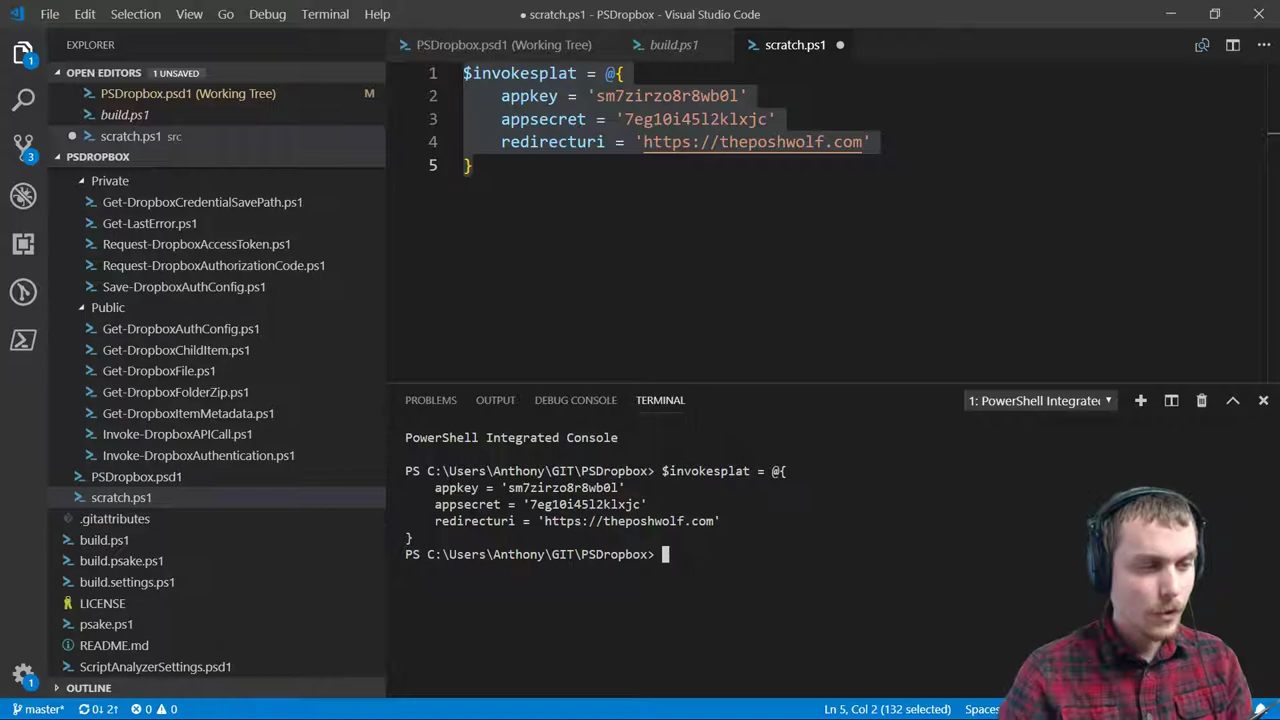 File Edit Selection View Go Debug Terminal Help
● scratch.ps1 - PSDropbox - Visual Studio Code
EXPLORER
OPEN EDITORS 1 UNSAVED
PSDropbox.psd1 (Working Tree) M
build.ps1
scratch.ps1 src
PSDROPBOX
Private
Get-DropboxCredentialSavePath.ps1
Get-LastError.ps1
Request-DropboxAccessToken.ps1
Request-DropboxAuthorizationCode.ps1
Save-DropboxAuthConfig.ps1
Public
Get-DropboxAuthConfig.ps1
Get-DropboxChildItem.ps1
Get-DropboxFile.ps1
Get-DropboxFolderZip.ps1
Get-DropboxItemMetadata.ps1
Invoke-DropboxAPICall.ps1
Invoke-DropboxAuthentication.ps1
PSDropbox.psd1
scratch.ps1
.gitattributes
build.ps1
build.psake.ps1
build.settings.ps1
LICENSE
psake.ps1
README.md
ScriptAnalyzerSettings.psd1
OUTLINE
1
3
1
PSDropbox.psd1 (Working Tree) build.ps1 scratch.ps1
1 $invokesplat = @{
2 appkey = 'sm7zirzo8r8wb0l'
3 appsecret = '7eg10i45l2klxjc'
4 redirecturi = 'https://theposhwolf.com'
5 }
PROBLEMS OUTPUT DEBUG CONSOLE TERMINAL 1: PowerShell Integrated
PowerShell Integrated Console
PS C:\Users\Anthony\GIT\PSDropbox> $invokesplat = @{
appkey = 'sm7zirzo8r8wb0l'
appsecret = '7eg10i45l2klxjc'
redirecturi = 'https://theposhwolf.com'
}
PS C:\Users\Anthony\GIT\PSDropbox>
master* 0↓ 2↑ 0 0 Ln 5, Col 2 (132 selected) Spaces